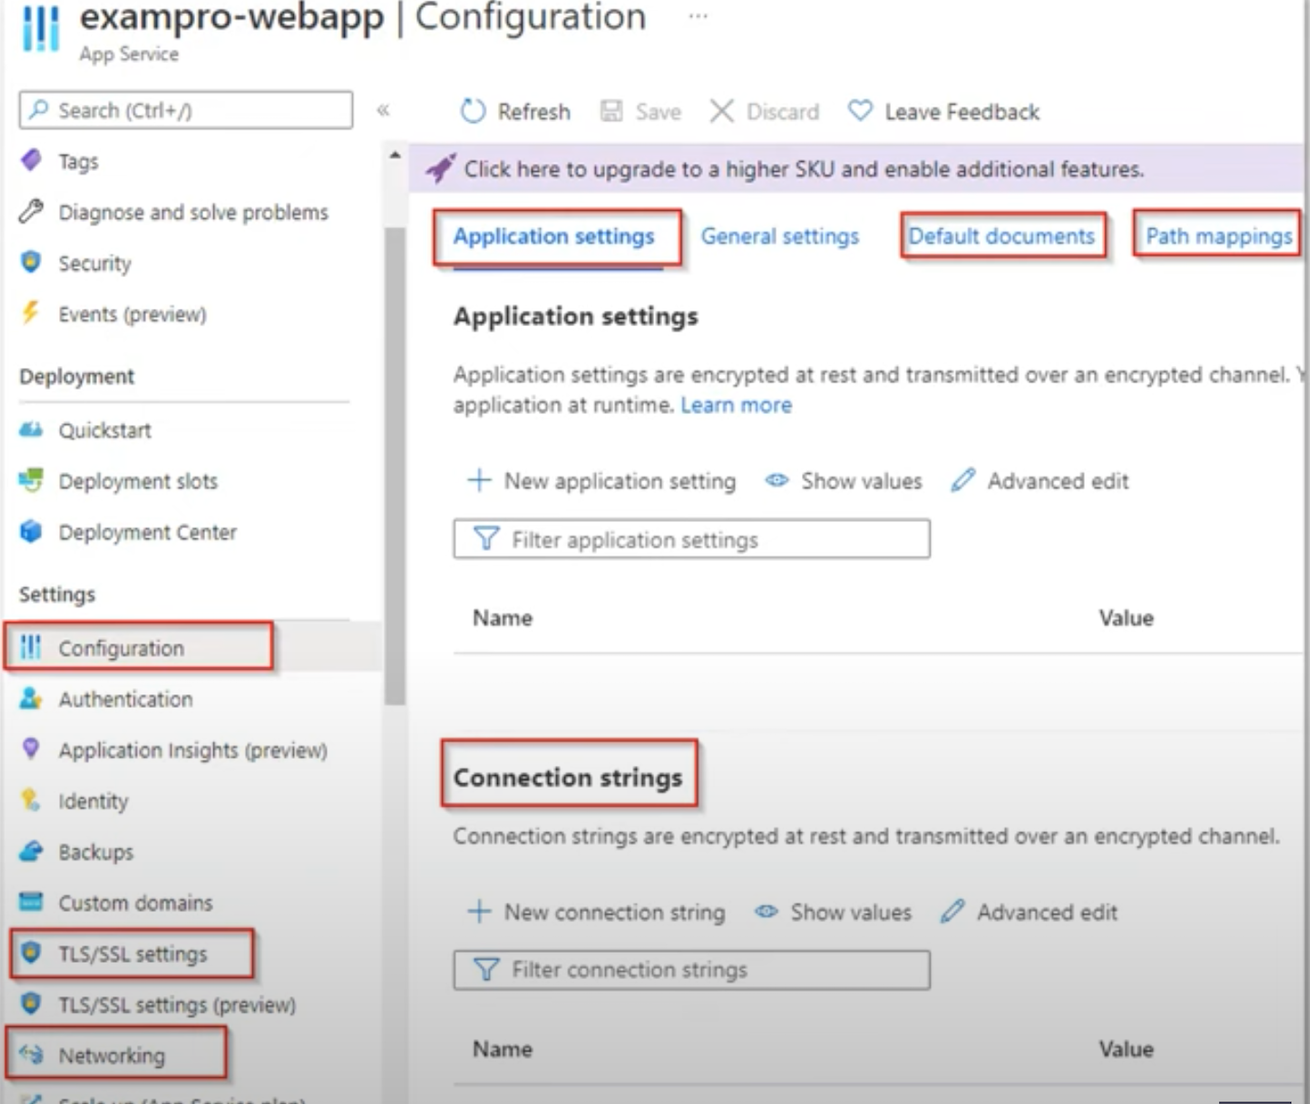 exampro-webapp | Configuration ...
App Service
Search (Ctrl+/)
«
Tags
Diagnose and solve problems
Security
Events (preview)
Deployment
Quickstart
Deployment slots
Deployment Center
Settings
Configuration
Authentication
Application Insights (preview)
Identity
Backups
Custom domains
TLS/SSL settings
TLS/SSL settings (preview)
Networking
Scale up (App Service plan)
Refresh Save Discard Leave Feedback
Click here to upgrade to a higher SKU and enable additional features.
Application settings General settings Default documents Path mappings
Application settings
Application settings are encrypted at rest and transmitted over an encrypted channel.
application at runtime. Learn more
New application setting Show values Advanced edit
Filter application settings
Name Value
Connection strings
Connection strings are encrypted at rest and transmitted over an encrypted channel.
New connection string Show values Advanced edit
Filter connection strings
Name Value